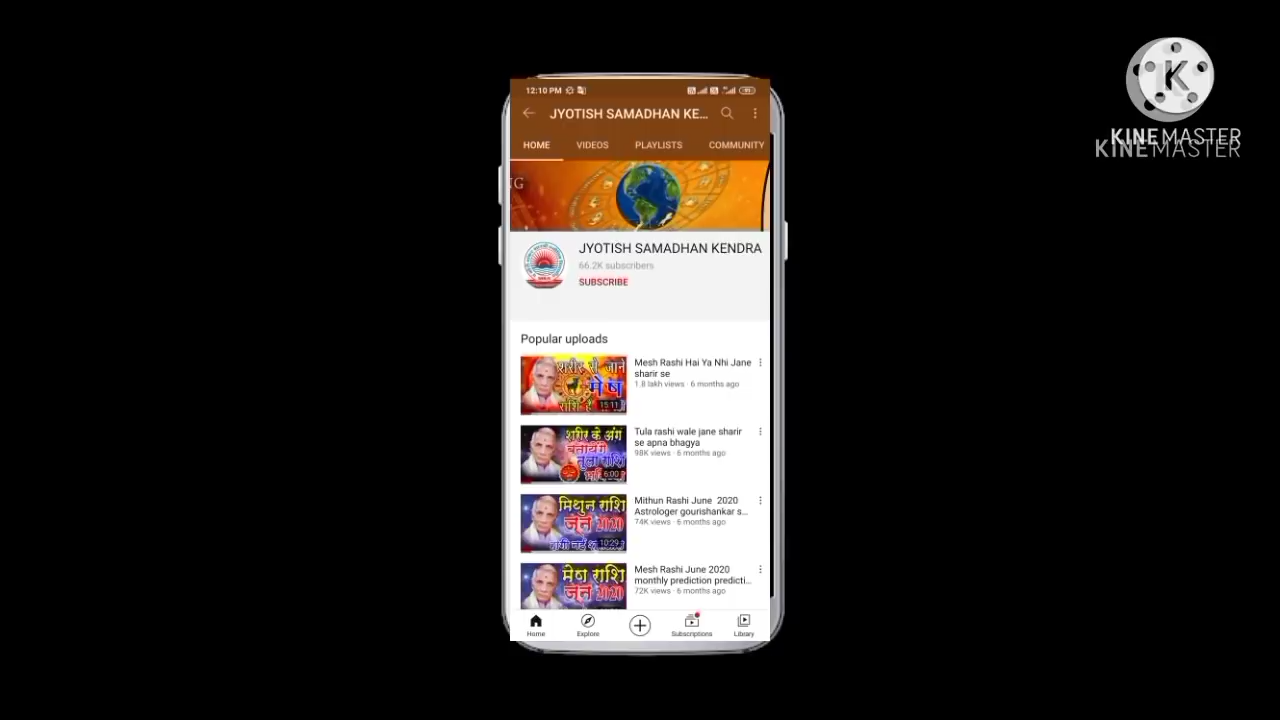 KINEMASTER
KINEMASTER
12:10 PM
JYOTISH SAMADHAN KE...
HOME VIDEOS PLAYLISTS COMMUNITY
NG
JYOTISH SAMADHAN KENDRA
66.2K subscribers
SUBSCRIBE
Popular uploads
शरीर से जाने
मेष
राशि है
15:11
Mesh Rashi Hai Ya Nhi Jane
sharir se
1.8 lakh views · 6 months ago
शरीर के अंग
बतायेंगे
तुला राशि
6:00
Tula rashi wale jane sharir
se apna bhagya
98K views · 6 months ago
मिथुन राशि
जून 2020
10:29
Mithun Rashi June 2020
Astrologer gourishankar s...
74K views · 6 months ago
मेष राशि
जून 2020
Mesh Rashi June 2020
monthly prediction predicti...
72K views · 6 months ago
Home Explore Subscriptions Library